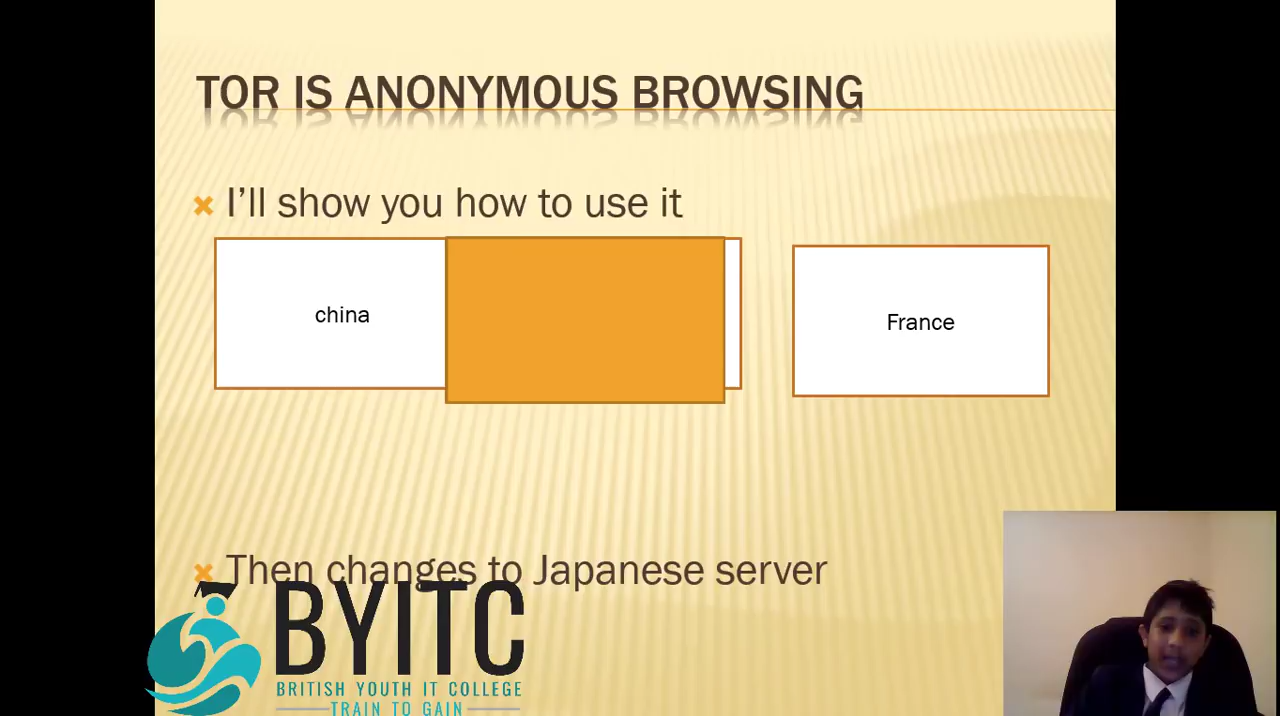 TOR IS ANONYMOUS BROWSING
I'll show you how to use it
china
France
Then changes to Japanese server
BYITC
BRITISH YOUTH IT COLLEGE
TRAIN TO GAIN